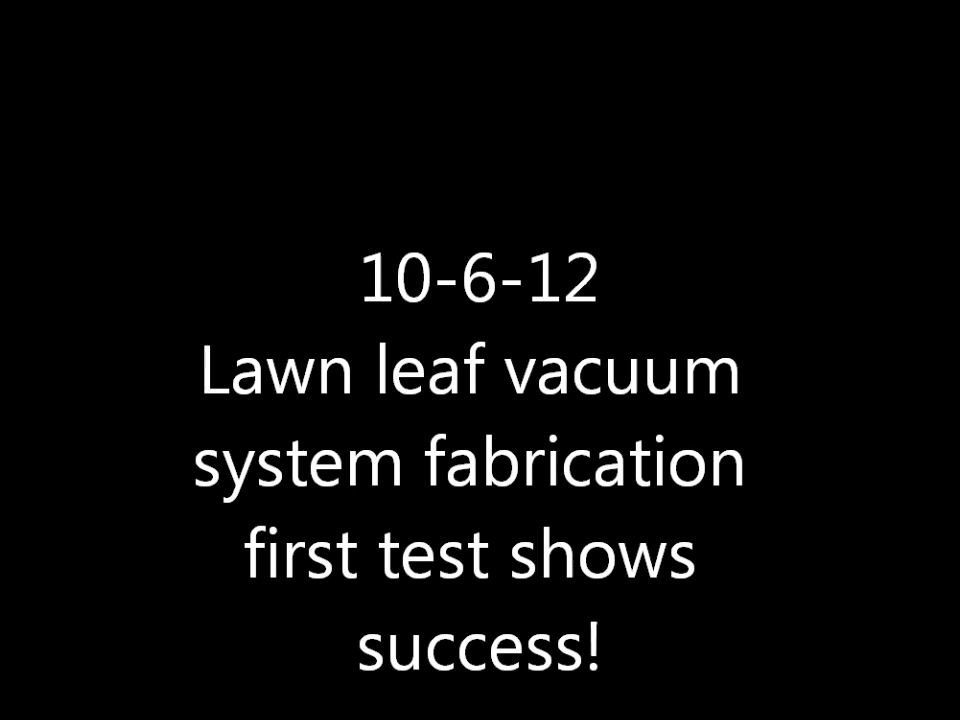 10-6-12
Lawn leaf vacuum
system fabrication
first test shows
success!